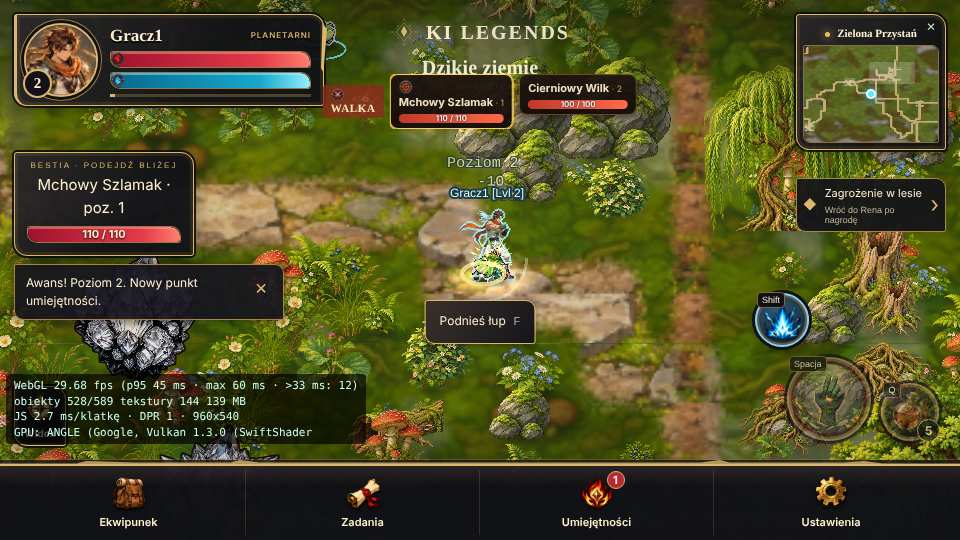 Gracz1
PLANETARNI
2
KI LEGENDS
Dzikie ziemie
WALKA
Mchowy Szlamak · 1
110 / 110
Cierniowy Wilk · 2
100 / 100
Zielona Przystań
×
BESTIA · PODEJDŹ BLIŻEJ
Mchowy Szlamak ·
poz. 1
110 / 110
Poziom 2
-10
Gracz1 [Lvl 2]
Zagrożenie w lesie
Wróć do Rena po
nagrodę
Awans! Poziom 2. Nowy punkt
umiejętności.
×
Podnieś łup F
Shift
Spacja
Q
5
WebGL 29.68 fps (p95 45 ms · max 60 ms · >33 ms: 12)
obiekty 528/589 tekstury 144 139 MB
JS 2.7 ms/klatkę · DPR 1 · 960x540
GPU: ANGLE (Google, Vulkan 1.3.0 (SwiftShader
Ekwipunek
Zadania
1
Umiejętności
Ustawienia